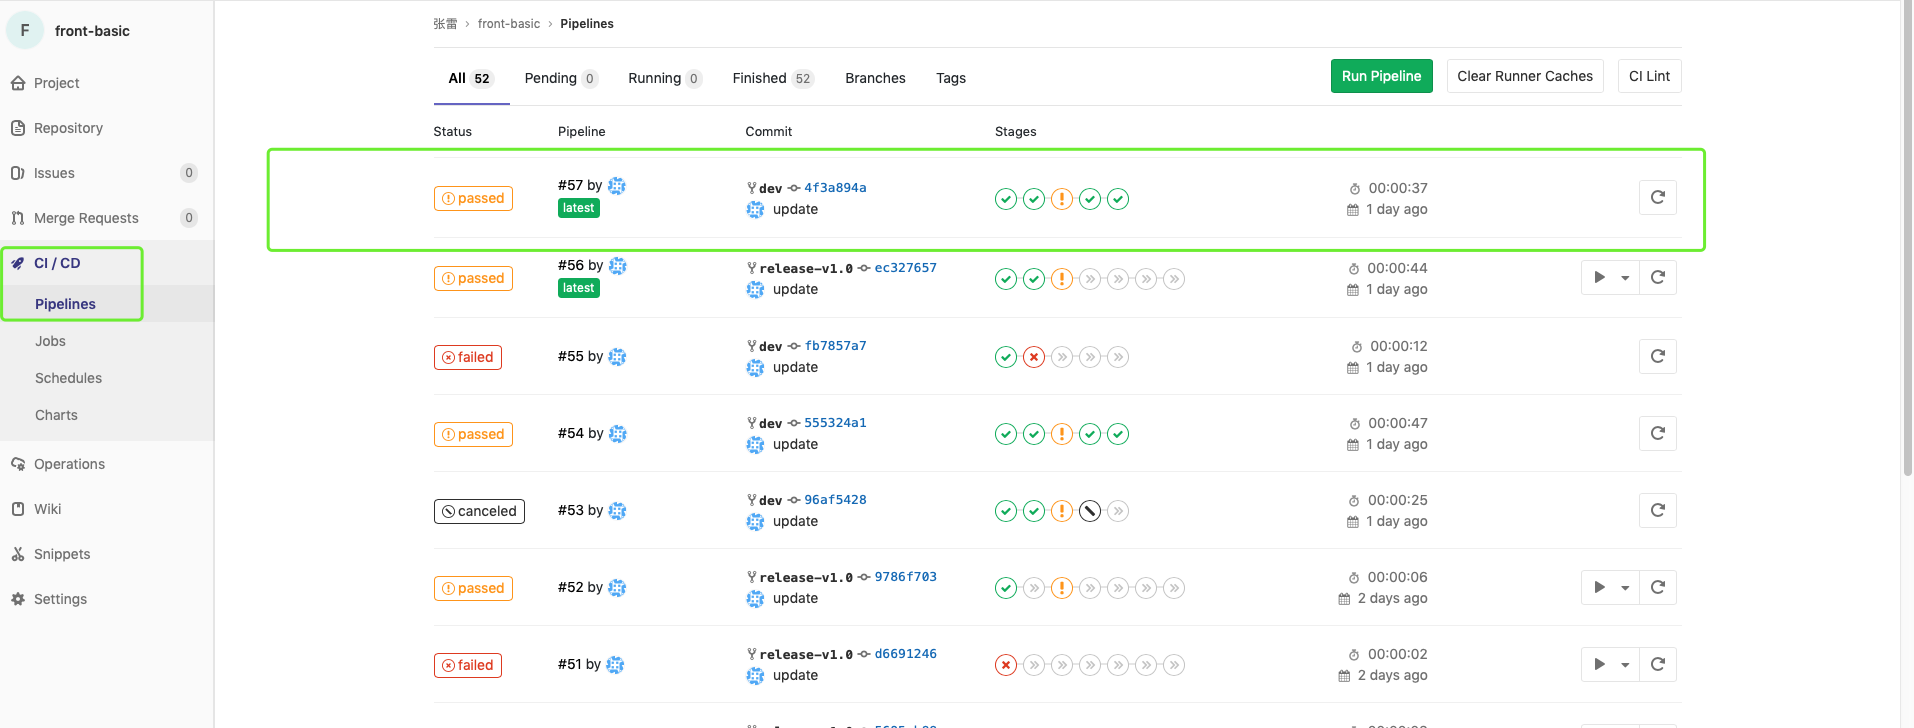 F front-basic
Project
Repository
Issues 0
Merge Requests 0
CI / CD
Pipelines
Jobs
Schedules
Charts
Operations
Wiki
Snippets
Settings
张雷 › front-basic › Pipelines
All 52 Pending 0 Running 0 Finished 52 Branches Tags Run Pipeline Clear Runner Caches CI Lint
Status Pipeline Commit Stages
passed #57 by dev 4f3a894a 00:00:37
latest update 1 day ago
passed #56 by release-v1.0 ec327657 00:00:44
latest update 1 day ago
failed #55 by dev fb7857a7 00:00:12
update 1 day ago
passed #54 by dev 555324a1 00:00:47
update 1 day ago
canceled #53 by dev 96af5428 00:00:25
update 1 day ago
passed #52 by release-v1.0 9786f703 00:00:06
update 2 days ago
failed #51 by release-v1.0 d6691246 00:00:02
update 2 days ago